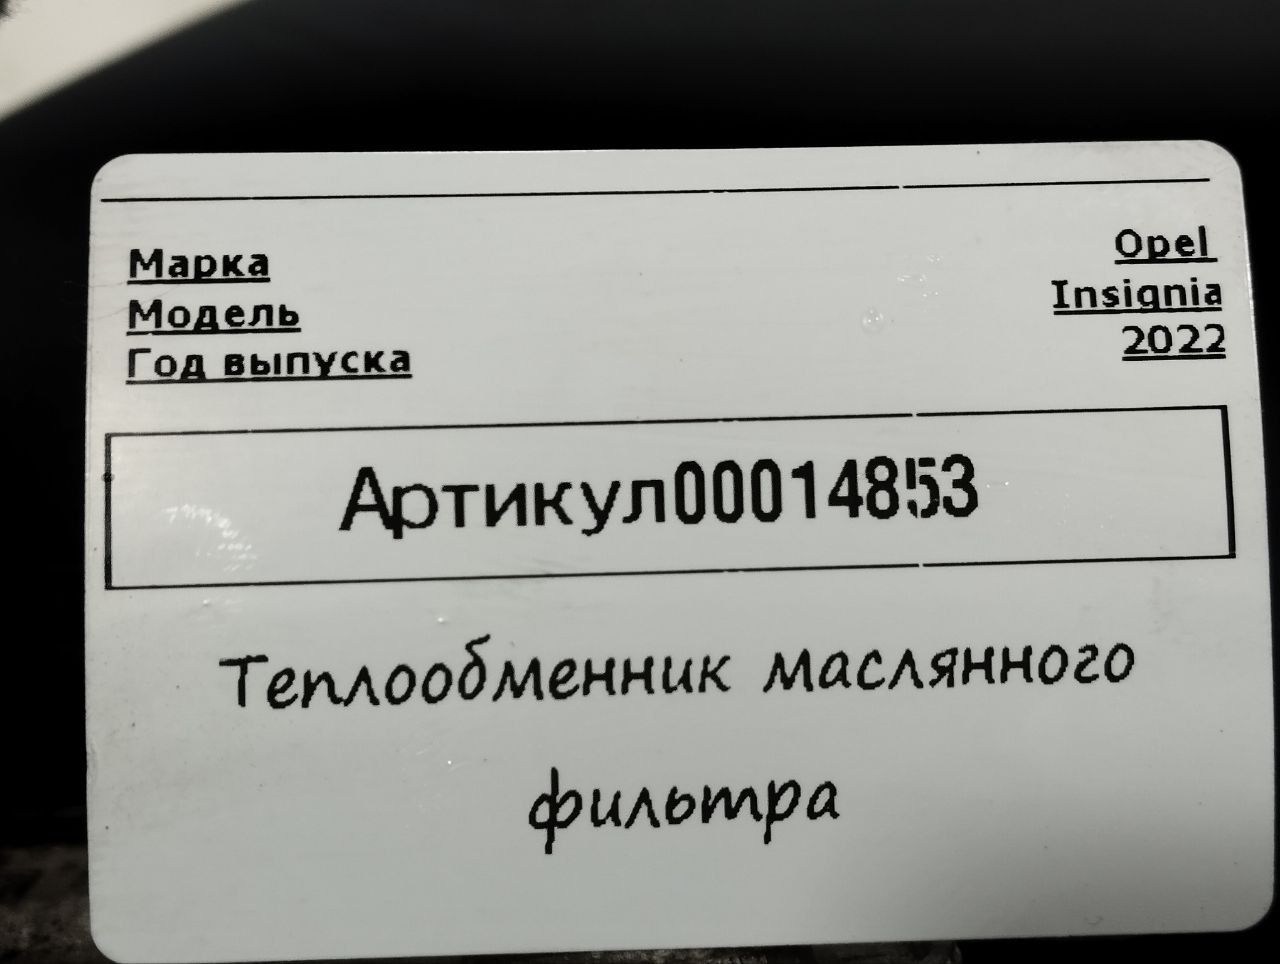 Марка Opel
Модель Insignia
Год выпуска 2022
Артикул00014853
Теплообменник маслянного
фильтра